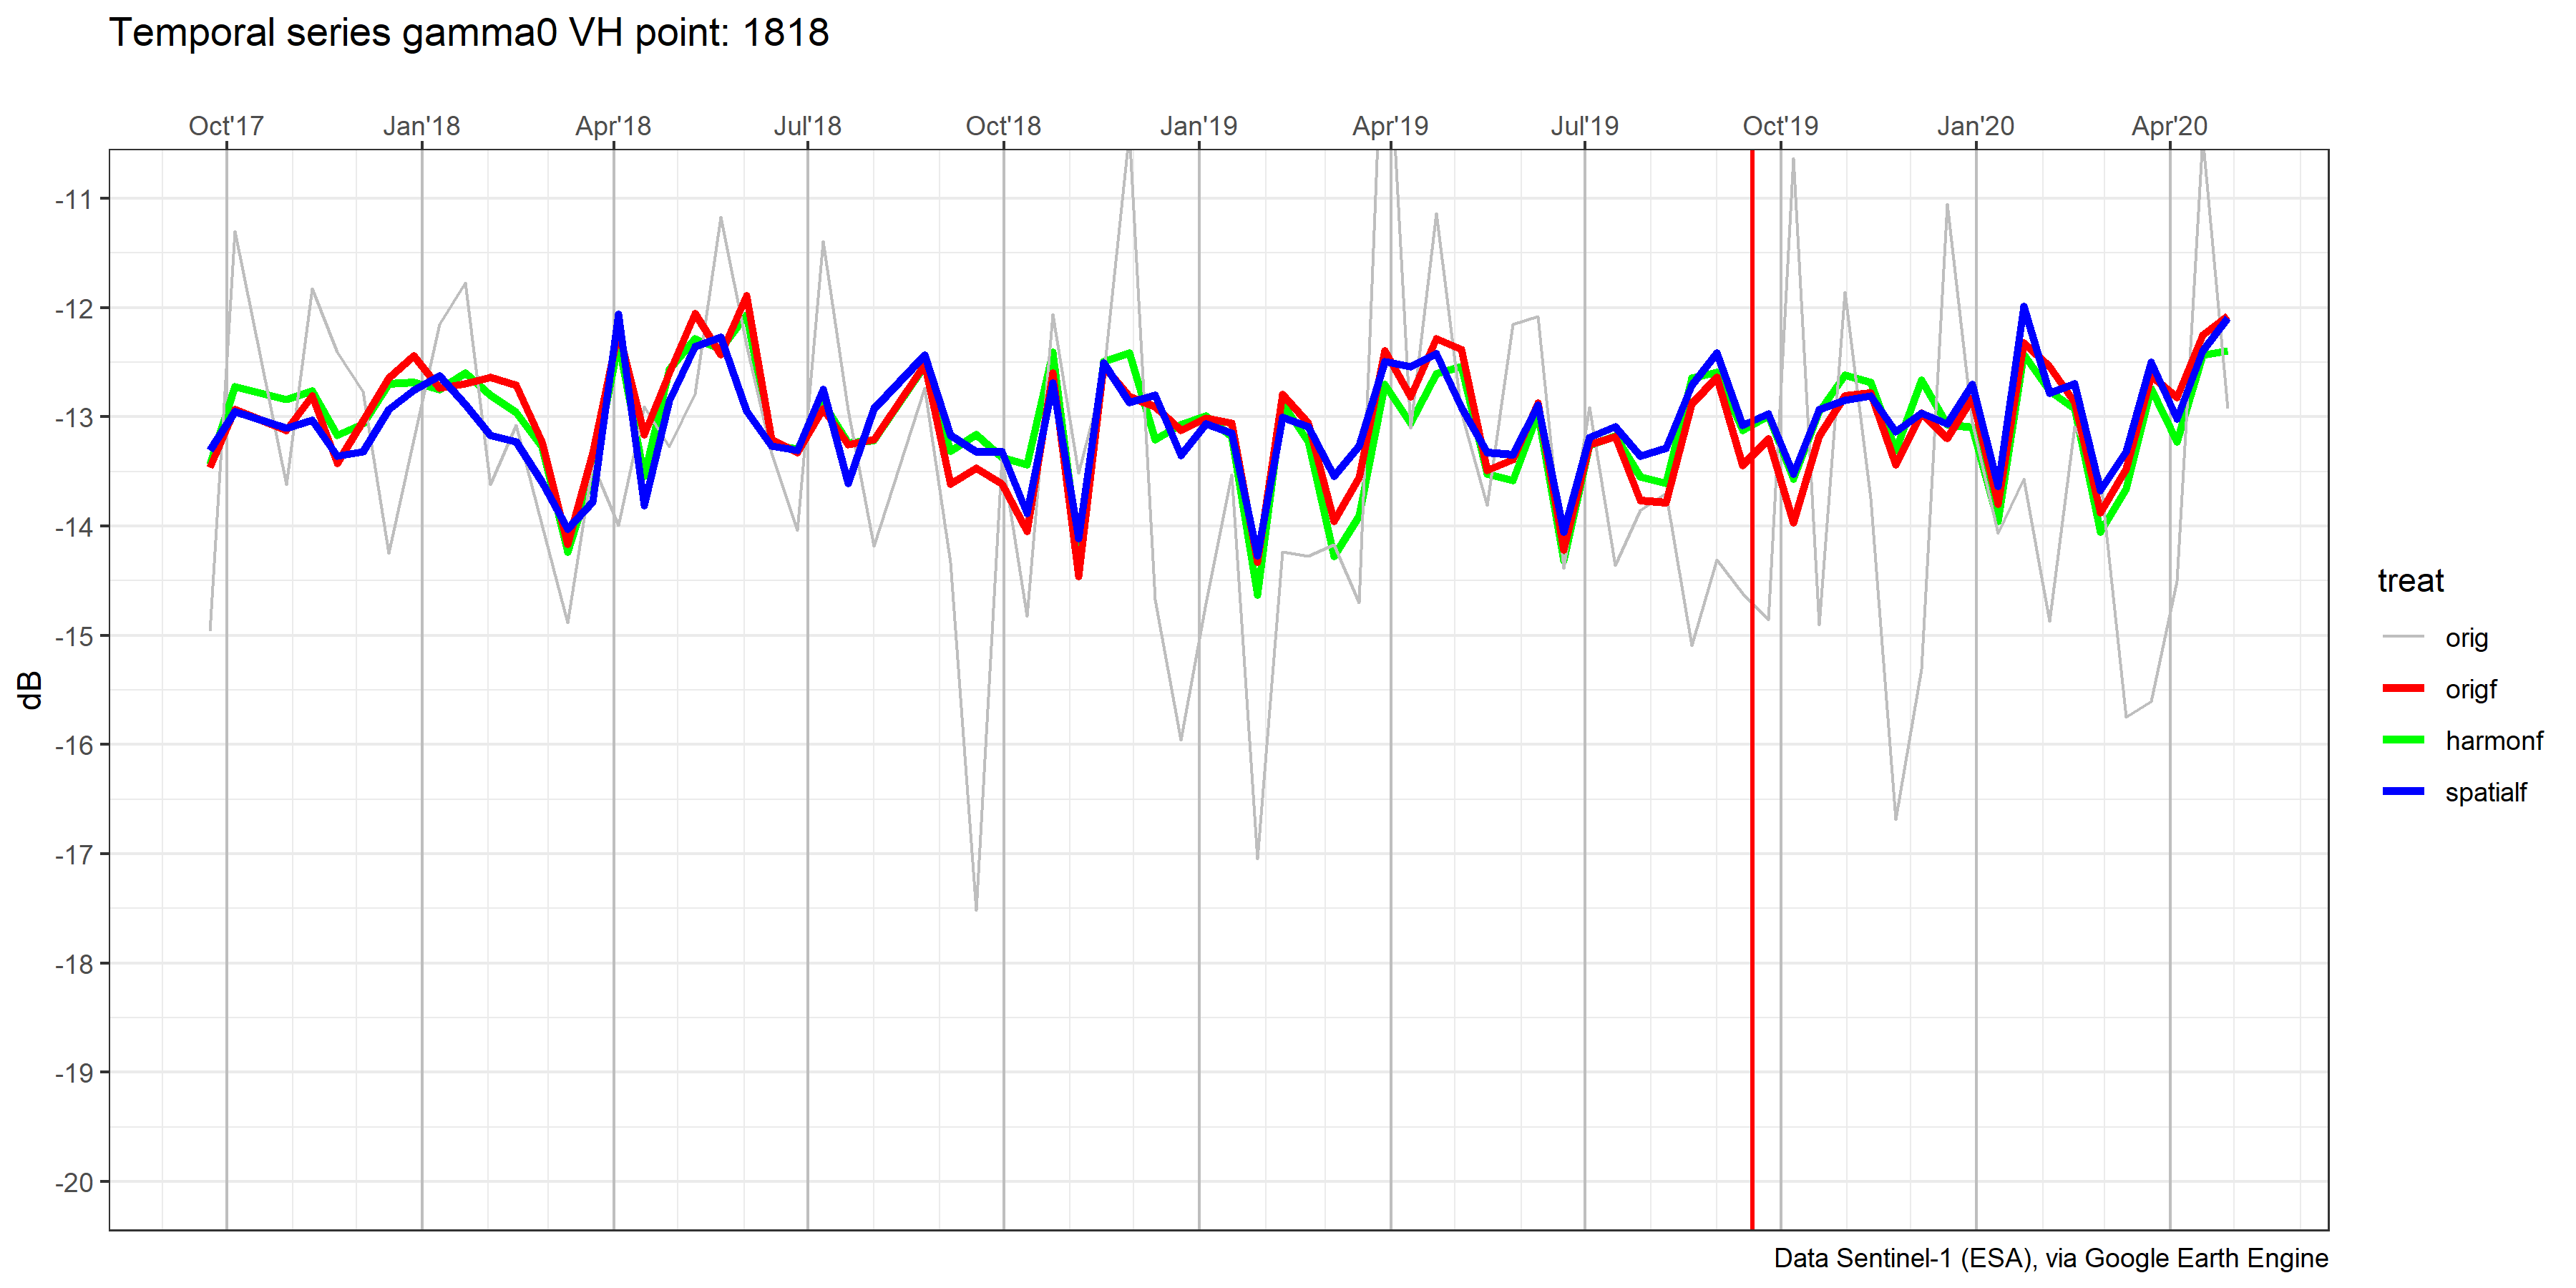 Temporal series gamma0 VH point: 1818
Oct'17 Jan'18 Apr'18 Jul'18 Oct'18 Jan'19 Apr'19 Jul'19 Oct'19 Jan'20 Apr'20
-11
-12
-13
-14
-15
-16
-17
-18
-19
-20
dB
treat
orig
origf
harmonf
spatialf
Data Sentinel-1 (ESA), via Google Earth Engine